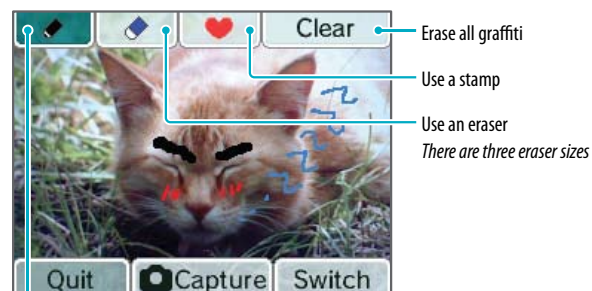 Clear
Erase all graffiti
Use a stamp
Use an eraser
There are three eraser sizes
Quit
Capture
Switch